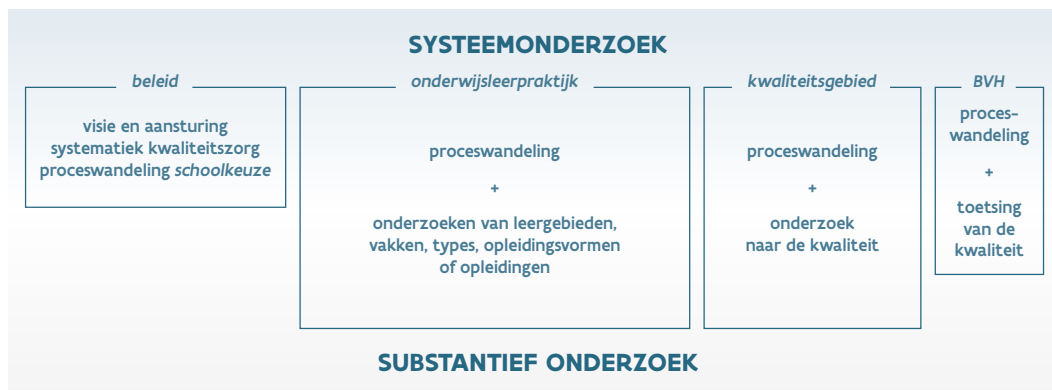 SYSTEEMONDERZOEK
beleid
visie en aansturing
systematiek kwaliteitszorg
proceswandeling schoolkeuze
onderwijsleerpraktijk
proceswandeling
+
onderzoeken van leergebieden,
vakken, types, opleidingsvormen
of opleidingen
kwaliteitsgebied
proceswandeling
+
onderzoek
naar de kwaliteit
BVH
proces-
wandeling
+
toetsing
van de
kwaliteit
SUBSTANTIEF ONDERZOEK